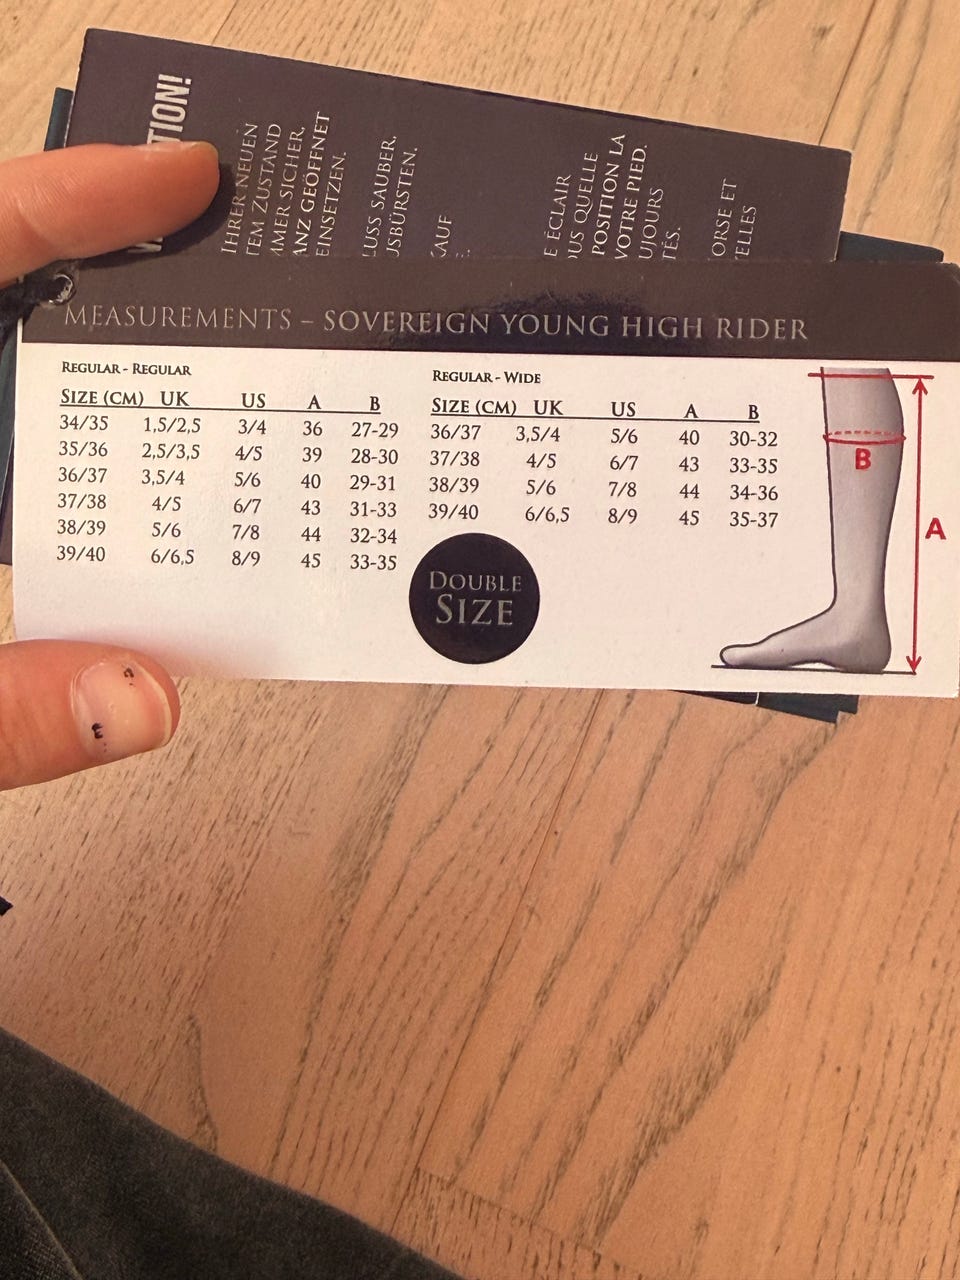 TION!
IHRER NEUEN
TEM ZUSTAND
MER SICHER,
ANZ GEÖFFNET
EINSETZEN.
LUSS SAUBER,
USBÜRSTEN.
KAUF
E ÉCLAIR
US QUELLE
POSITION LA
VOTRE PIED.
UJOURS
TÉS.
ORSE ET
TELLES
MEASUREMENTS – SOVEREIGN YOUNG HIGH RIDER
REGULAR - REGULAR
SIZE (CM) UK US A B
34/35 1,5/2,5 3/4 36 27-29
35/36 2,5/3,5 4/5 39 28-30
36/37 3,5/4 5/6 40 29-31
37/38 4/5 6/7 43 31-33
38/39 5/6 7/8 44 32-34
39/40 6/6,5 8/9 45 33-35
REGULAR - WIDE
SIZE (CM) UK US A B
36/37 3,5/4 5/6 40 30-32
37/38 4/5 6/7 43 33-35
38/39 5/6 7/8 44 34-36
39/40 6/6,5 8/9 45 35-37
DOUBLE
SIZE
B
A